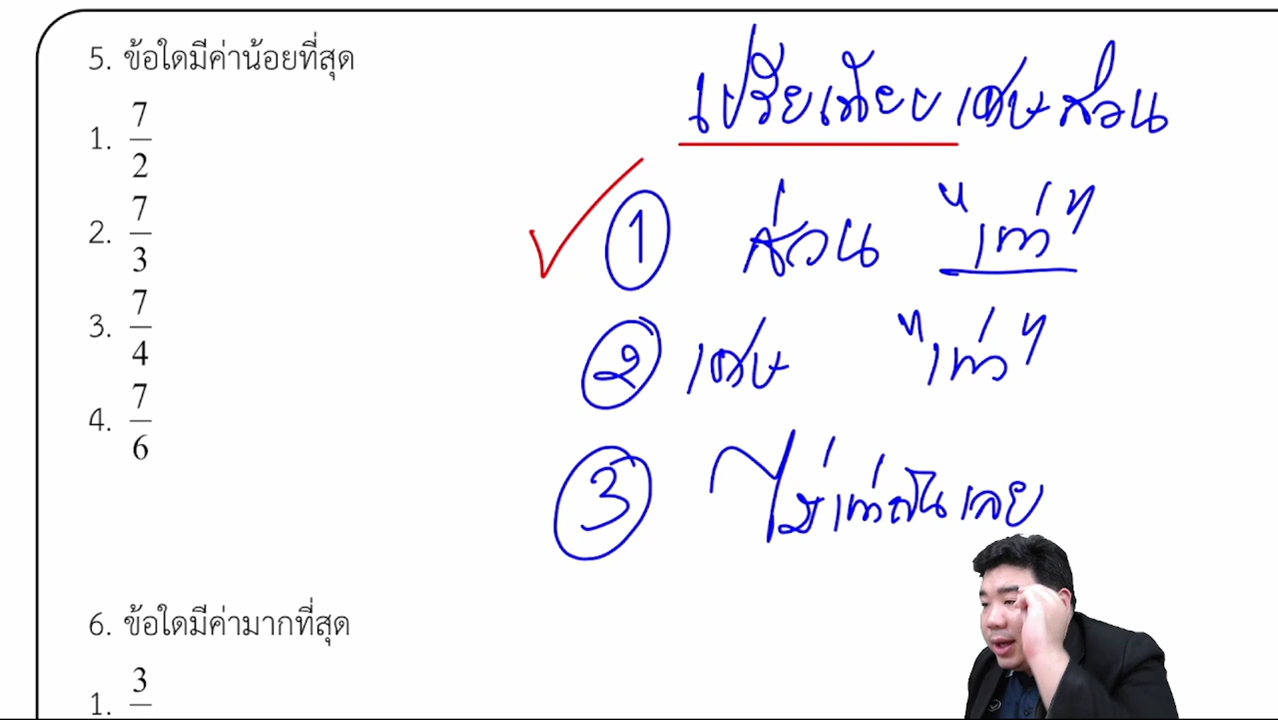 5. ข้อใดมีค่าน้อยที่สุด
1. 7/2
2. 7/3
3. 7/4
4. 7/6
6. ข้อใดมีค่ามากที่สุด
1. 3
เปรียบเทียบเศษส่วน
1 ส่วน "เท่า"
2 เศษ "เท่า"
3 ไม่เท่ากันเลย